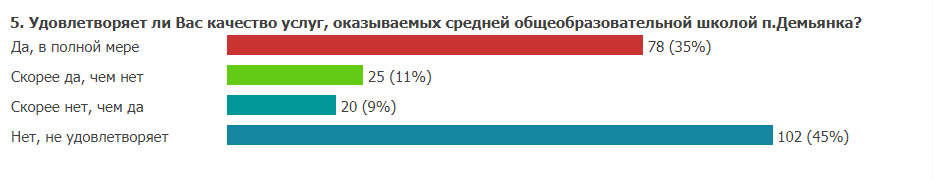 5. Удовлетворяет ли Вас качество услуг, оказываемых средней общеобразовательной школой п.Демьянка?
Да, в полной мере 78 (35%)
Скорее да, чем нет 25 (11%)
Скорее нет, чем да 20 (9%)
Нет, не удовлетворяет 102 (45%)